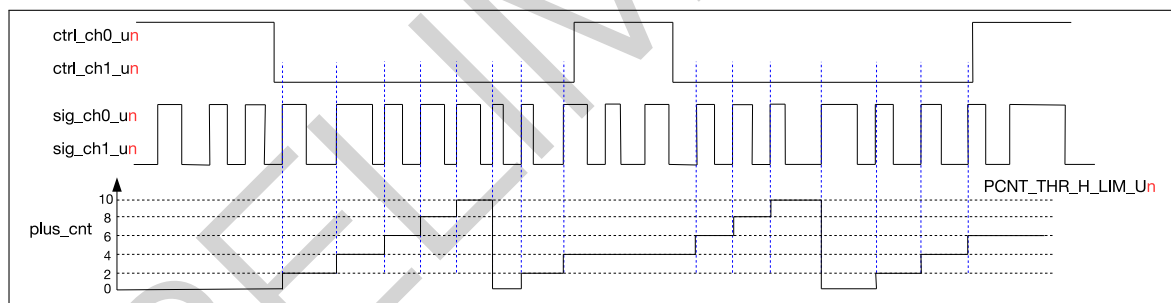 ctrl_ch0_un
ctrl_ch1_un
sig_ch0_un
sig_ch1_un
PCNT_THR_H_LIM_Un
plus_cnt
10
8
6
4
2
0